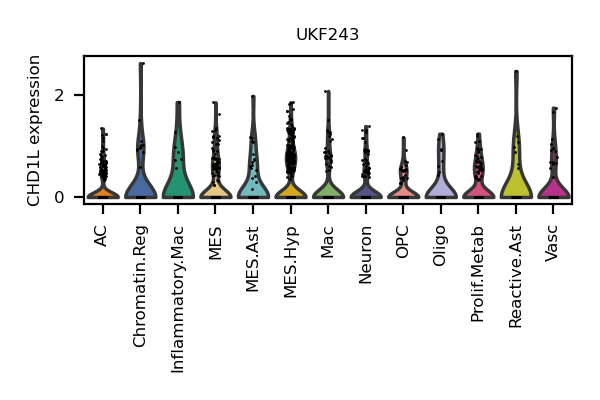 UKF243
CHD1L expression
2
0
AC
Chromatin.Reg
Inflammatory.Mac
MES
MES.Ast
MES.Hyp
Mac
Neuron
OPC
Oligo
Prolif.Metab
Reactive.Ast
Vasc